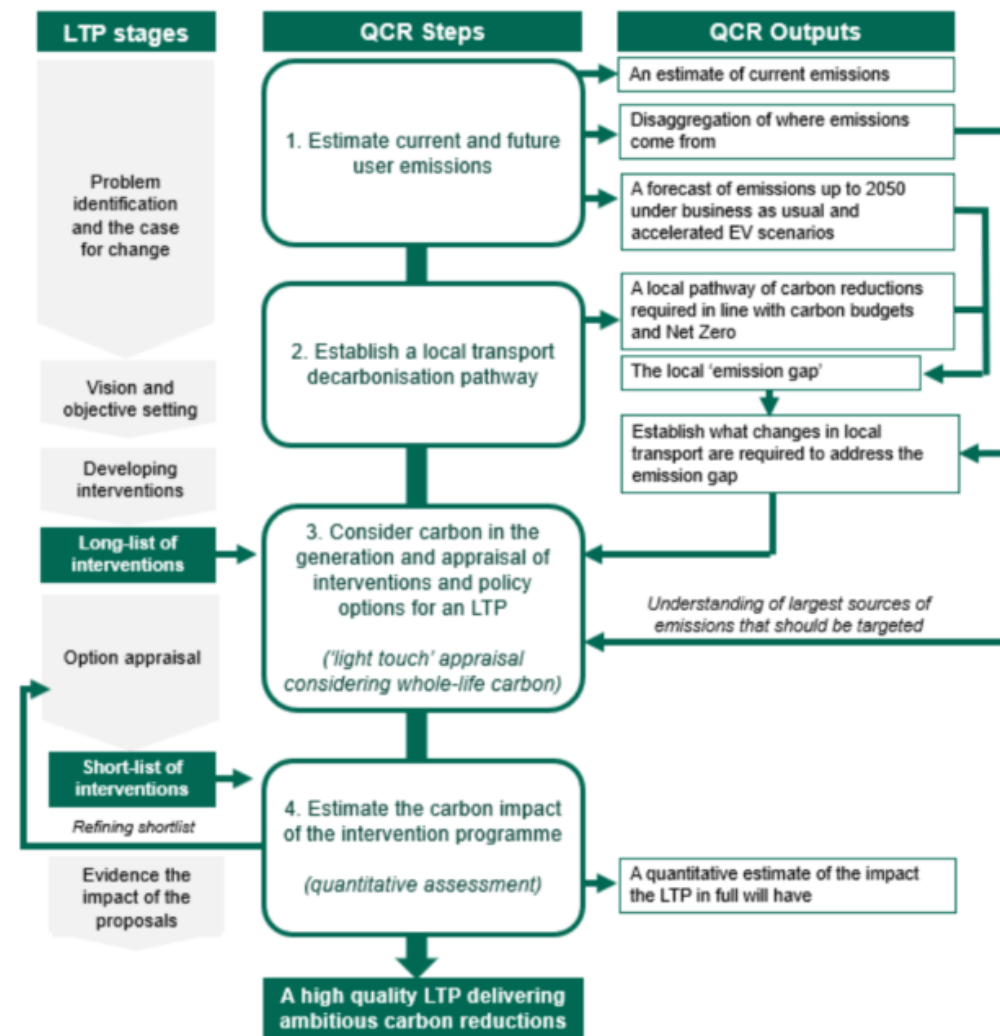 LTP stages
Problem
identification
and the case
for change
Vision and
objective setting
Developing
interventions
Long-list of
interventions
Option appraisal
Short-list of
interventions
Refining shortlist
Evidence the
impact of the
proposals
QCR Steps
1. Estimate current and future
user emissions
2. Establish a local transport
decarbonisation pathway
3. Consider carbon in the
generation and appraisal of
interventions and policy
options for an LTP
('light touch' appraisal
considering whole-life carbon)
4. Estimate the carbon impact
of the intervention programme
(quantitative assessment)
A high quality LTP delivering
ambitious carbon reductions
QCR Outputs
An estimate of current emissions
Disaggregation of where emissions
come from
A forecast of emissions up to 2050
under business as usual and
accelerated EV scenarios
A local pathway of carbon reductions
required in line with carbon budgets
and Net Zero
The local 'emission gap'
Establish what changes in local
transport are required to address the
emission gap
Understanding of largest sources of
emissions that should be targeted
A quantitative estimate of the impact
the LTP in full will have